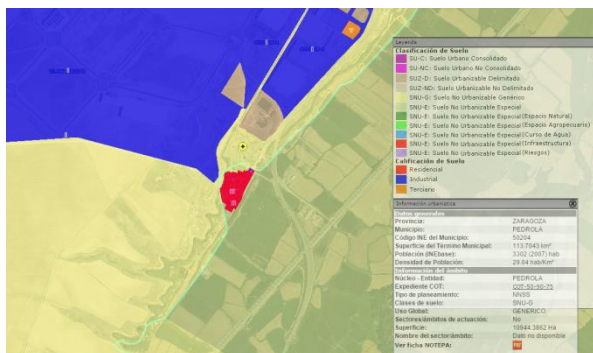 Leyenda
Clasificación de Suelo
SU-C: Suelo Urbano Consolidado
SU-NC: Suelo Urbano No Consolidado
SUZ-D: Suelo Urbanizable Delimitado
SUZ-ND: Suelo Urbanizable No Delimitado
SNU-G: Suelo No Urbanizable Genérico
SNU-E: Suelo No Urbanizable Especial
SNU-E: Suelo No Urbanizable Especial(Espacio Natural)
SNU-E: Suelo No Urbanizable Especial(Espacio Agropecuario)
SNU-E: Suelo No Urbanizable Especial(Curso de Agua)
SNU-E: Suelo No Urbanizable Especial(Infraestructura)
SNU-E: Suelo No Urbanizable Especial(Riesgos)
Calificación de Suelo
Residencial
Industrial
Terciario
Información urbanística
Datos generales
Provincia: ZARAGOZA
Municipio: PEDROLA
Código INE del Municipio: 50204
Superficie del Término Municipal: 113.7043 km²
Población (INEbase): 3302 (2007) hab
Densidad de Población: 29.04 hab/Km²
Información del ámbito
Núcleo - Entidad: PEDROLA
Expediente COT: COT-50-90-75
Tipo de planeamiento: NNSS
Clases de suelo: SNU-G
Uso Global: GENERICO
Sectores/ámbitos de actuación: No
Superficie: 10944.3862 Ha
Nombre del sector/ámbito: Dato no disponible
Ver ficha NOTEPA: